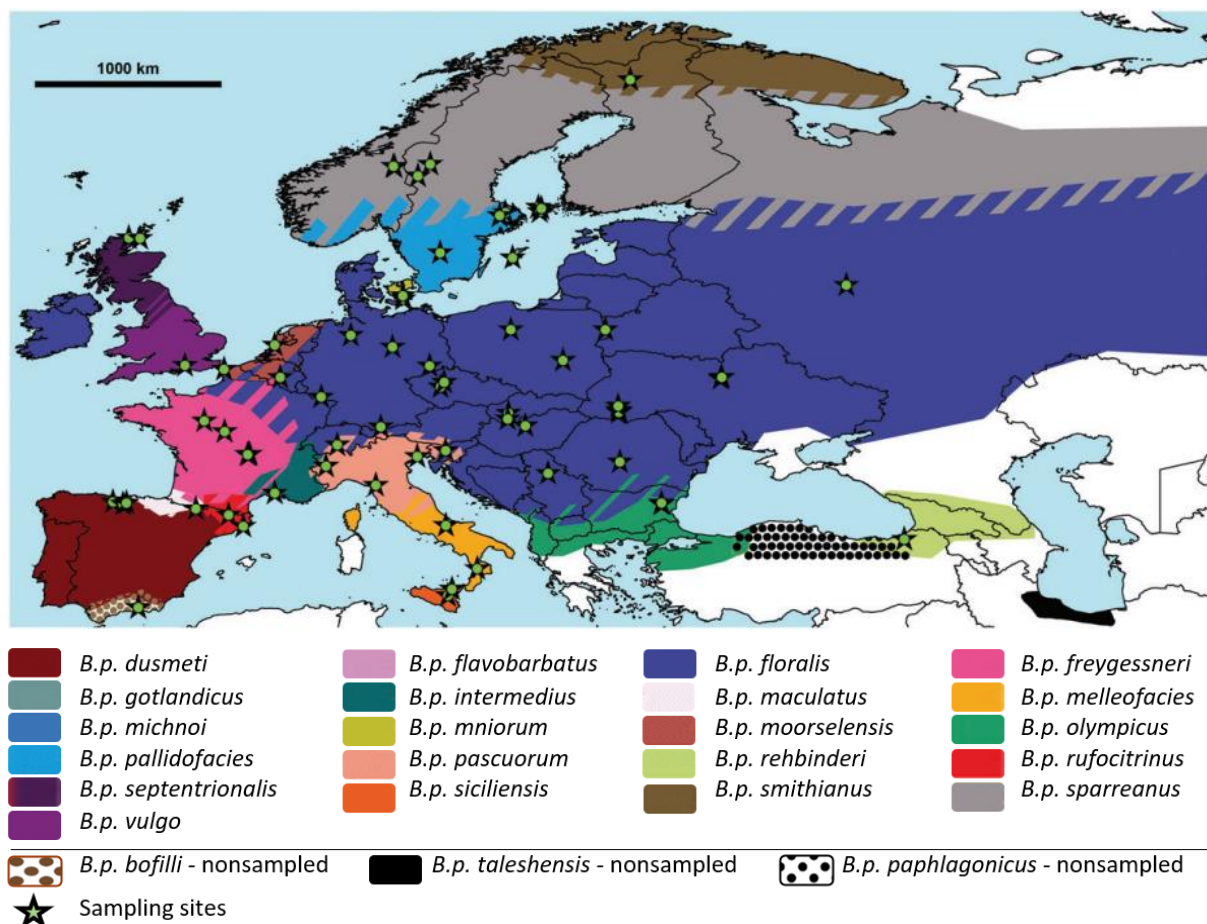 1000 km
B.p. dusmeti B.p. flavobarbatus B.p. floralis B.p. freygessneri
B.p. gotlandicus B.p. intermedius B.p. maculatus B.p. melleofacies
B.p. michnoi B.p. mniorum B.p. moorselensis B.p. olympicus
B.p. pallidofacies B.p. pascuorum B.p. rehbinderi B.p. rufocitrinus
B.p. septentrionalis B.p. siciliensis B.p. smithianus B.p. sparreanus
B.p. vulgo
B.p. bofilli - nonsampled B.p. taleshensis - nonsampled B.p. paphlagonicus - nonsampled
Sampling sites